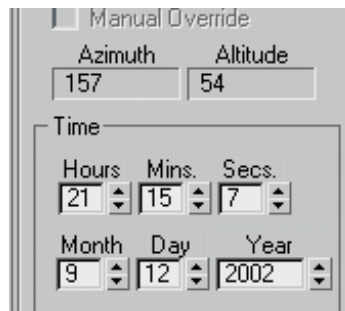 Manual Override
Azimuth Altitude
157 54
Time
Hours Mins. Secs.
21 15 7
Month Day Year
9 12 2002